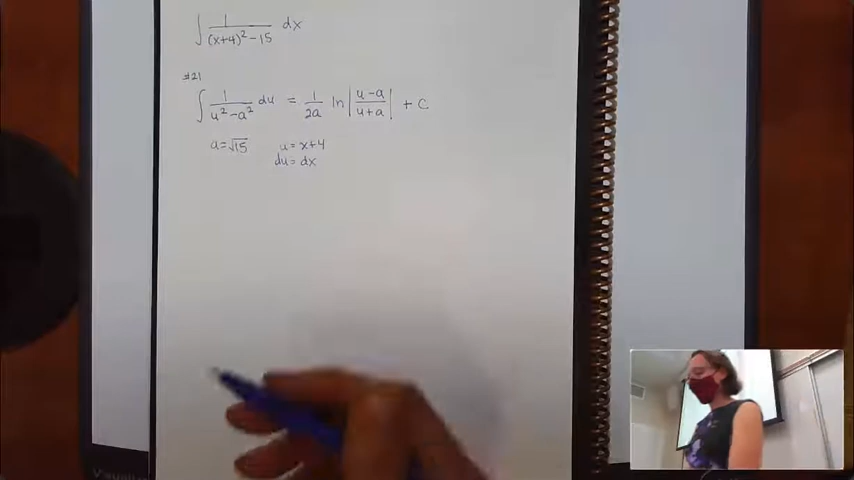 ∫ 1/((x+4)² - 15) dx
#21
∫ 1/(u² - a²) du = 1/2a ln |(u-a)/(u+a)| + C
a=√15 u = x+4
du = dx